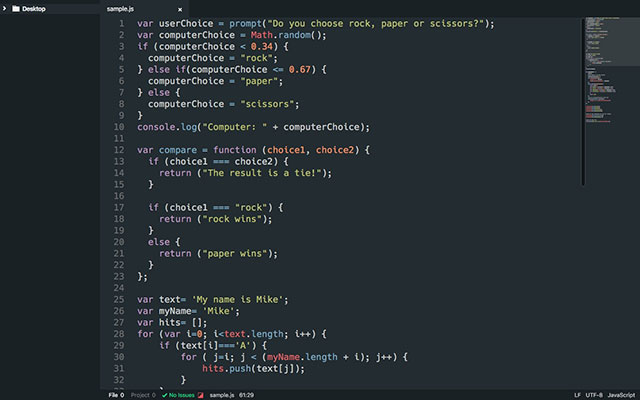 Desktop
sample.js
1 var userChoice = prompt("Do you choose rock, paper or scissors?");
2 var computerChoice = Math.random();
3 if (computerChoice < 0.34) {
4 computerChoice = "rock";
5 } else if(computerChoice <= 0.67) {
6 computerChoice = "paper";
7 } else {
8 computerChoice = "scissors";
9 }
10 console.log("Computer: " + computerChoice);
11
12 var compare = function (choice1, choice2) {
13 if (choice1 === choice2) {
14 return ("The result is a tie!");
15 }
16
17 if (choice1 === "rock") {
18 return ("rock wins");
19 }
20 else {
21 return ("paper wins");
22 }
23 };
24
25 var text= 'My name is Mike';
26 var myName= 'Mike';
27 var hits= [];
28 for (var i=0; i<text.length; i++) {
29 if (text[i]==='A') {
30 for ( j=i; j < (myName.length + i); j++) {
31 hits.push(text[j]);
32 }
File 0 Project 0 No Issues sample.js 61:29 LF UTF-8 JavaScript